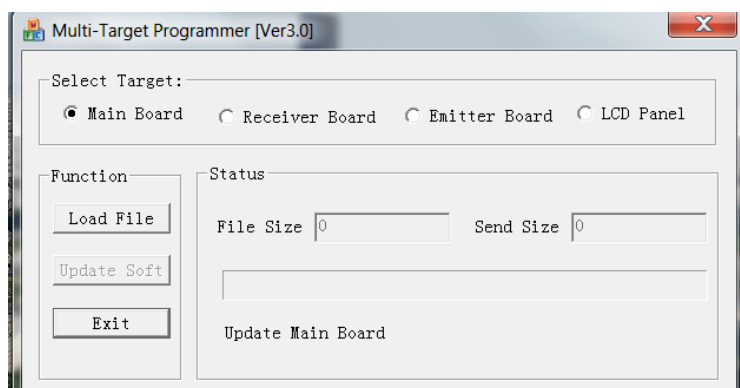 Multi-Target Programmer [Ver3.0]
Select Target:
Main Board Receiver Board Emitter Board LCD Panel
Function
Status
Load File
File Size 0 Send Size 0
Update Soft
Exit
Update Main Board